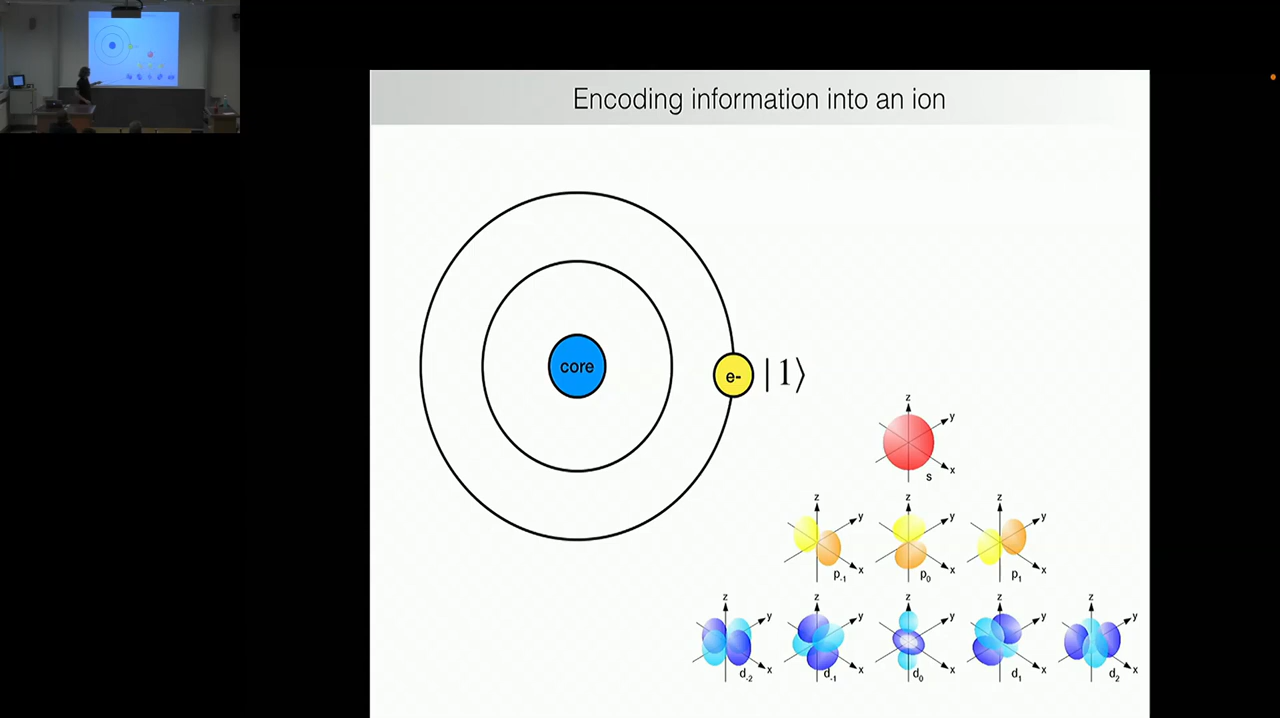 Encoding information into an ion
core
e- |1⟩
z
y
x
s
z z z
y y y
x x x
p-1 p0 p1
z z z z z
y y y y y
x x x x x
d-2 d-1 d0 d1 d2